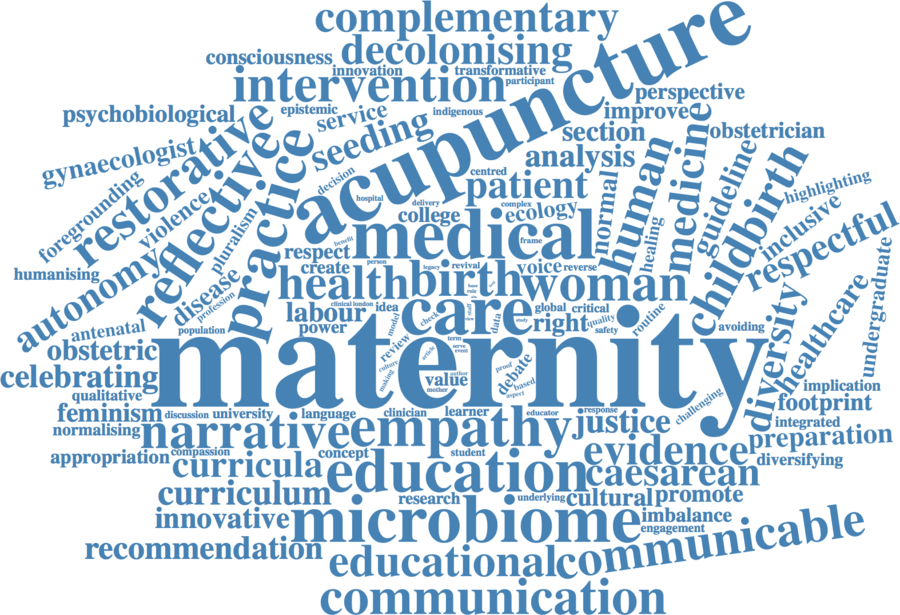 complementary
decolonising
consciousness
innovation
transformative
participant
intervention
acupuncture
perspective
psychobiological
epistemic
service
indigenous
improve
restorative
reflective
practice
seeding
section
obstetrician
gynaecologist
analysis
human
medicine
guideline
childbirth
foregrounding
violence
decision
centred
patient
normal
highlighting
pluralism
hospital
delivery
complex
college
ecology
healing
inclusive
respectful
humanising
autonomy
disease
profession
respect
benefit
medical
frame
create
person
legacy
revival
voice
reverse
undergraduate
health
birth
woman
healthcare
diversity
antenatal
population
labour
clinical london
idea
care
global
critical
routine
power
model
check
data
study
right
quality
safety
avoiding
obstetric
maternity
review
term
serve
event
article
debate
proof
based
aspect
celebrating
culture
making
value
author
mother
implication
qualitative
footprint
feminism
discussion
university
language
clinician
learner
educator
response
challenging
integrated
normalising
narrative
empathy
justice
preparation
appropriation
compassion
concept
student
evidence
diversifying
curricula
education
caesarean
curriculum
research
underlying
cultural
promote
innovative
microbiome
imbalance
engagement
recommendation
educational
communicable
communication